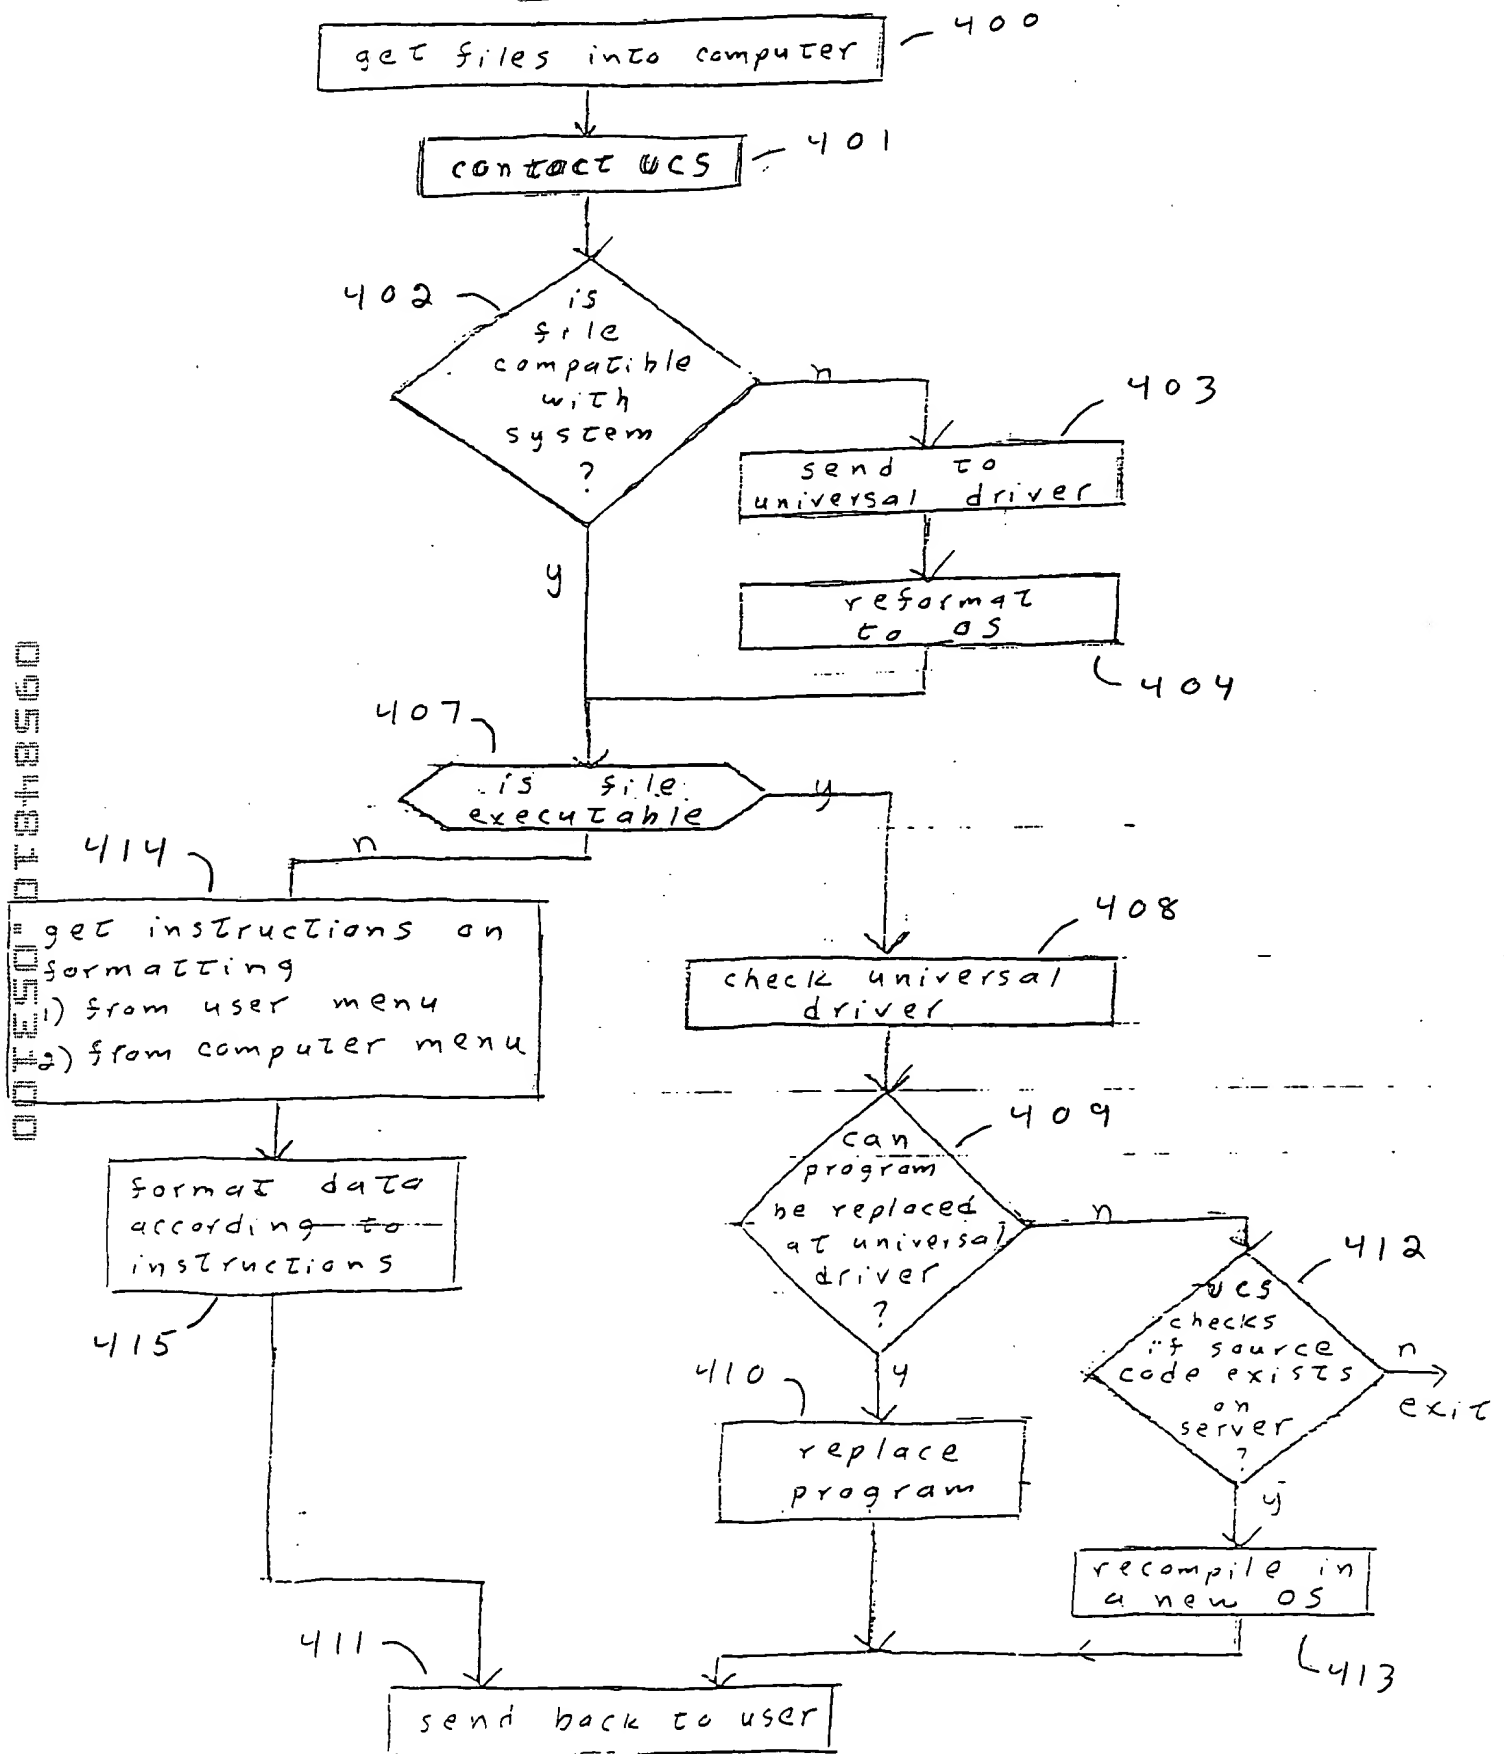 get files into computer
400
contact UCS
401
402
is
file
compatible
with
system
?
n
403
send to
universal driver
y
reformat
to OS
404
407
is file
executable
y
n
414
get instructions on
formatting
1) from user menu
2) from computer menu
408
check universal
driver
409
can
program
be replaced
at universal
driver
?
n
format data
according to
instructions
415
412
UCS
checks
if source
code exists
on
server
?
n
exit
y
410
replace
program
y
recompile in
a new OS
413
411
send back to user
09584810 "053100